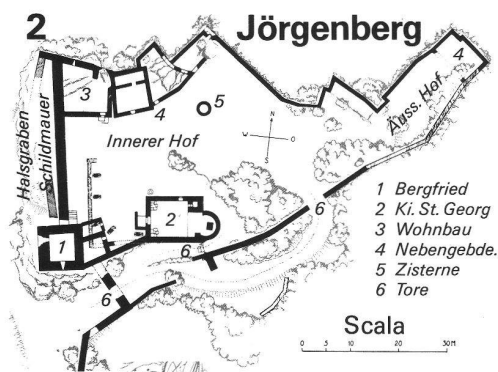 2 Jörgenberg
4
3
4
5
Äuss. Hof
Halsgraben
Schildmauer
Innerer Hof
N
W O
S
6
2
1
6
6
1 Bergfried
2 Ki. St. Georg
3 Wohnbau
4 Nebengebde.
5 Zisterne
6 Tore
Scala
0 10 20 30 M